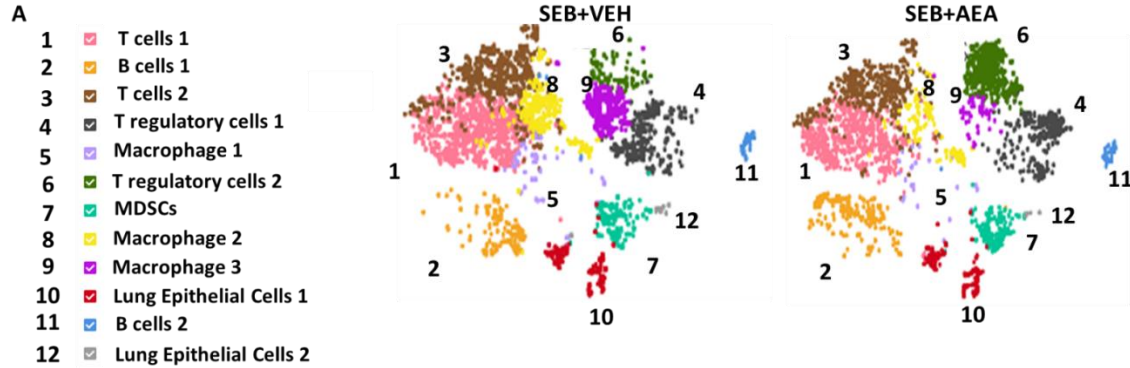 A
SEB+VEH
SEB+AEA
1 T cells 1
2 B cells 1
3 T cells 2
4 T regulatory cells 1
5 Macrophage 1
6 T regulatory cells 2
7 MDSCs
8 Macrophage 2
9 Macrophage 3
10 Lung Epithelial Cells 1
11 B cells 2
12 Lung Epithelial Cells 2
3 6 8 9 4 1 11 5 12 2 7 10
3 6 8 9 4 1 11 5 12 2 7 10